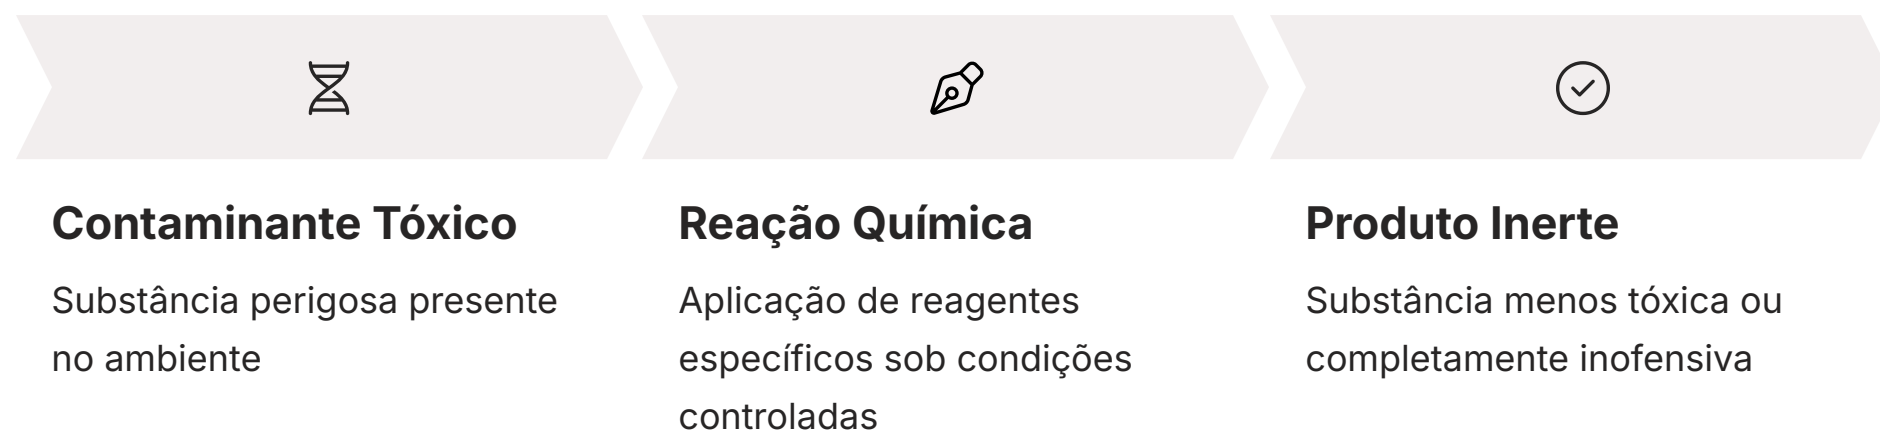 Contaminante Tóxico
Substância perigosa presente
no ambiente
Reação Química
Aplicação de reagentes
específicos sob condições
controladas
Produto Inerte
Substância menos tóxica ou
completamente inofensiva